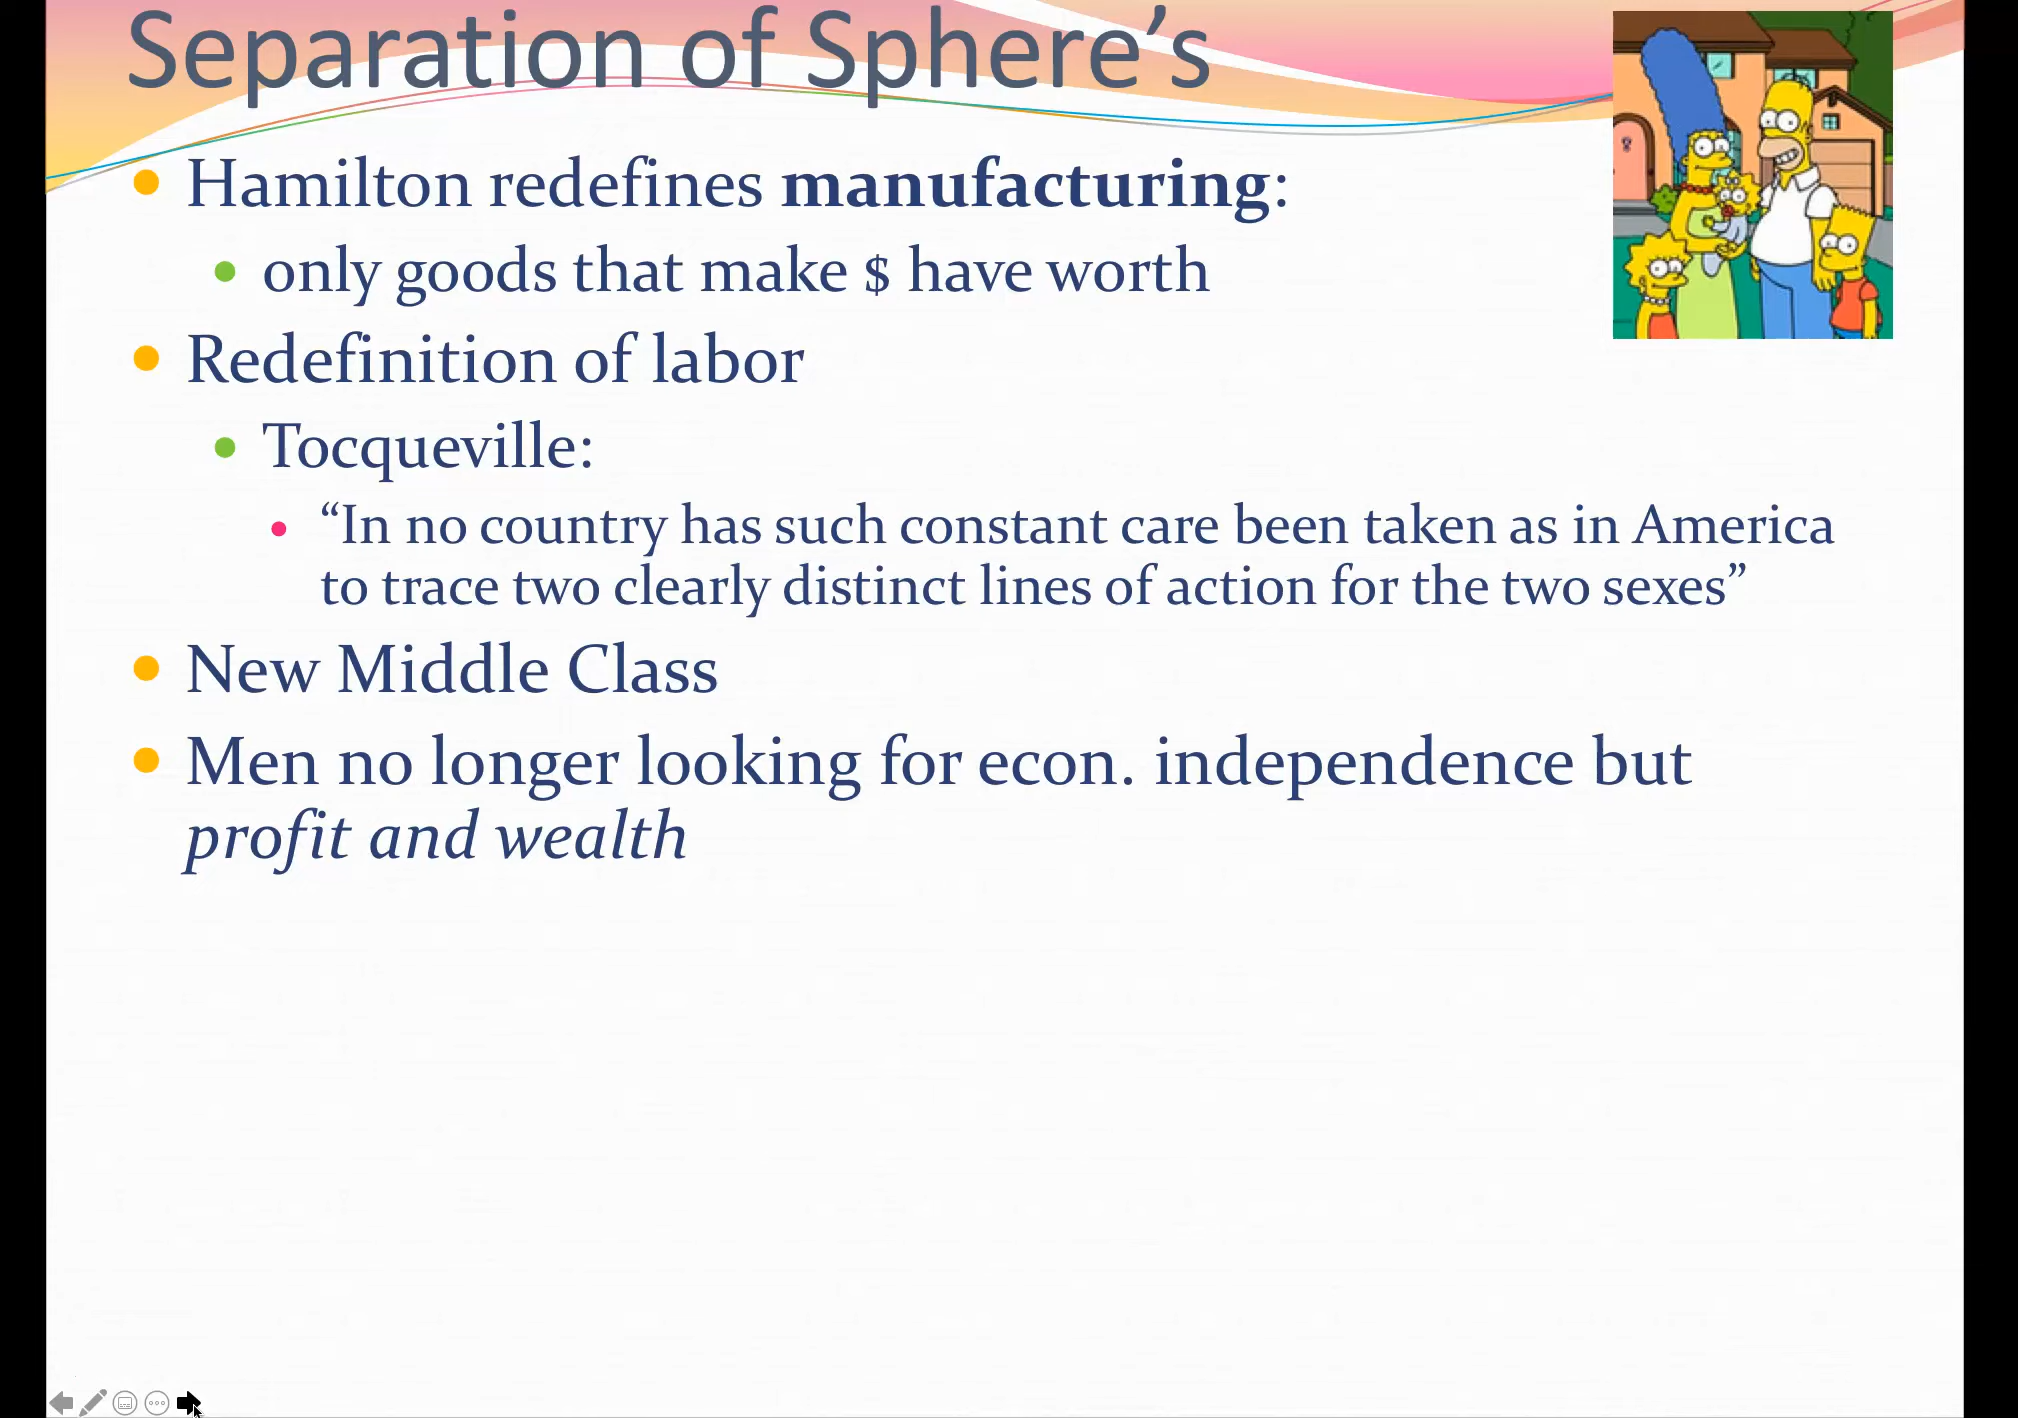 Separation of Sphere’s
Hamilton redefines manufacturing:
only goods that make $ have worth
Redefinition of labor
Tocqueville:
“In no country has such constant care been taken as in America
to trace two clearly distinct lines of action for the two sexes”
New Middle Class
Men no longer looking for econ. independence but
profit and wealth